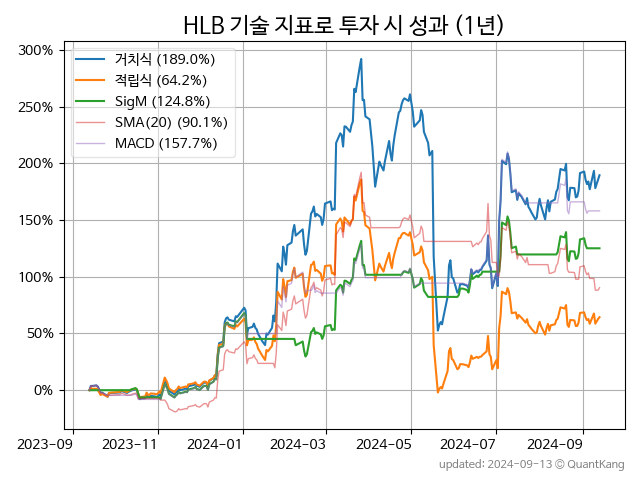 HLB 기술 지표로 투자 시 성과 (1년)
300%
250%
200%
150%
100%
50%
0%
거치식 (189.0%)
적립식 (64.2%)
SigM (124.8%)
SMA(20) (90.1%)
MACD (157.7%)
2023-09
2023-11
2024-01
2024-03
2024-05
2024-07
2024-09
updated: 2024-09-13 © QuantKang